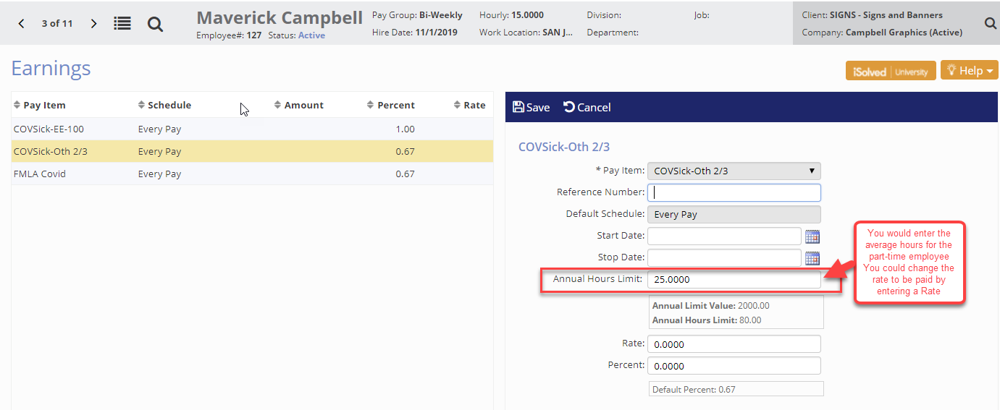 3 of 11
Maverick Campbell
Employee#: 127 Status: Active
Pay Group: Bi-Weekly
Hire Date: 11/1/2019
Hourly: 15.0000
Work Location: SAN J...
Division:
Department:
Job:
Client: SIGNS - Signs and Banners
Company: Campbell Graphics (Active)
Earnings
iSolved University
Help
Pay Item Schedule Amount Percent Rate
COVSick-EE-100 Every Pay 1.00
COVSick-Oth 2/3 Every Pay 0.67
FMLA Covid Every Pay 0.67
Save Cancel
COVSick-Oth 2/3
* Pay Item: COVSick-Oth 2/3
Reference Number:
Default Schedule: Every Pay
Start Date:
Stop Date:
Annual Hours Limit: 25.0000
Annual Limit Value: 2000.00
Annual Hours Limit: 80.00
Rate: 0.0000
Percent: 0.0000
Default Percent: 0.67
You would enter the
average hours for the
part-time employee
You could change the
rate to be paid by
entering a Rate